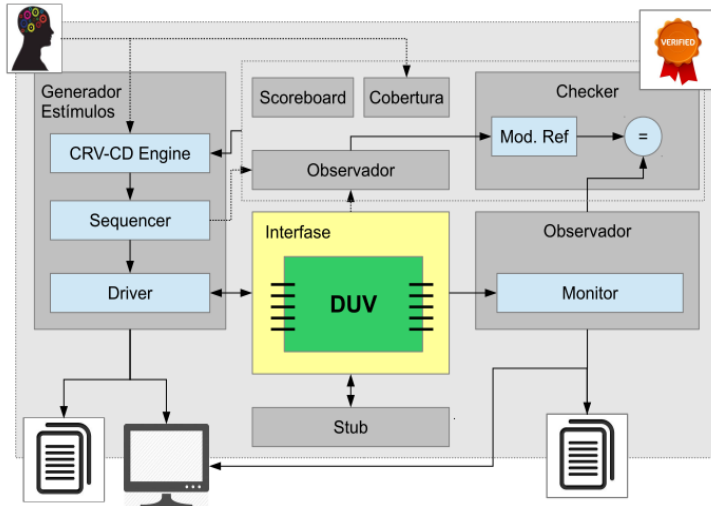 VERIFIED
Generador
Estímulos
Scoreboard
Cobertura
Checker
CRV-CD Engine
Mod. Ref
=
Observador
Sequencer
Interfase
Observador
Driver
DUV
Monitor
Stub